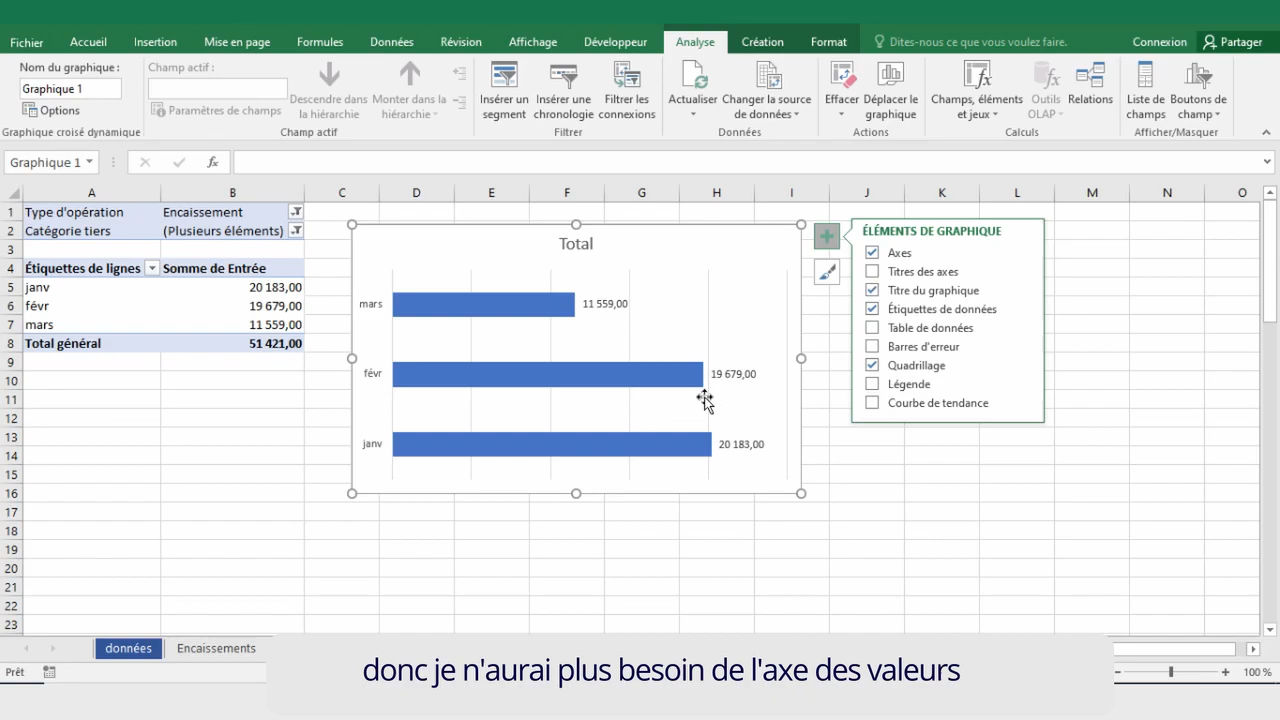 Fichier Accueil Insertion Mise en page Formules Données Révision Affichage Développeur Analyse Création Format Dites-nous ce que vous voulez faire. Connexion Partager
Nom du graphique :
Graphique 1
Options
Graphique croisé dynamique
Champ actif :
Paramètres de champs
Descendre dans
la hiérarchie
Monter dans la
hiérarchie
Champ actif
Insérer un
segment
Insérer une
chronologie
Filtrer les
connexions
Filtrer
Actualiser
Changer la source
de données
Données
Effacer
Déplacer le
graphique
Actions
Champs, éléments
et jeux
Outils
OLAP
Relations
Calculs
Liste de
champs
Boutons de
champ
Afficher/Masquer
Graphique 1 fx
A B C D E F G H I J K L M N O
1 Type d'opération Encaissement
2 Catégorie tiers (Plusieurs éléments)
3
4 Étiquettes de lignes Somme de Entrée
5 janv 20 183,00
6 févr 19 679,00
7 mars 11 559,00
8 Total général 51 421,00
9
10
11
12
13
14
15
16
17
18
19
20
21
22
23
Total
mars 11 559,00
févr 19 679,00
janv 20 183,00
ÉLÉMENTS DE GRAPHIQUE
Axes
Titres des axes
Titre du graphique
Étiquettes de données
Table de données
Barres d'erreur
Quadrillage
Légende
Courbe de tendance
données Encaissements
Prêt 100 %
donc je n'aurai plus besoin de l'axe des valeurs